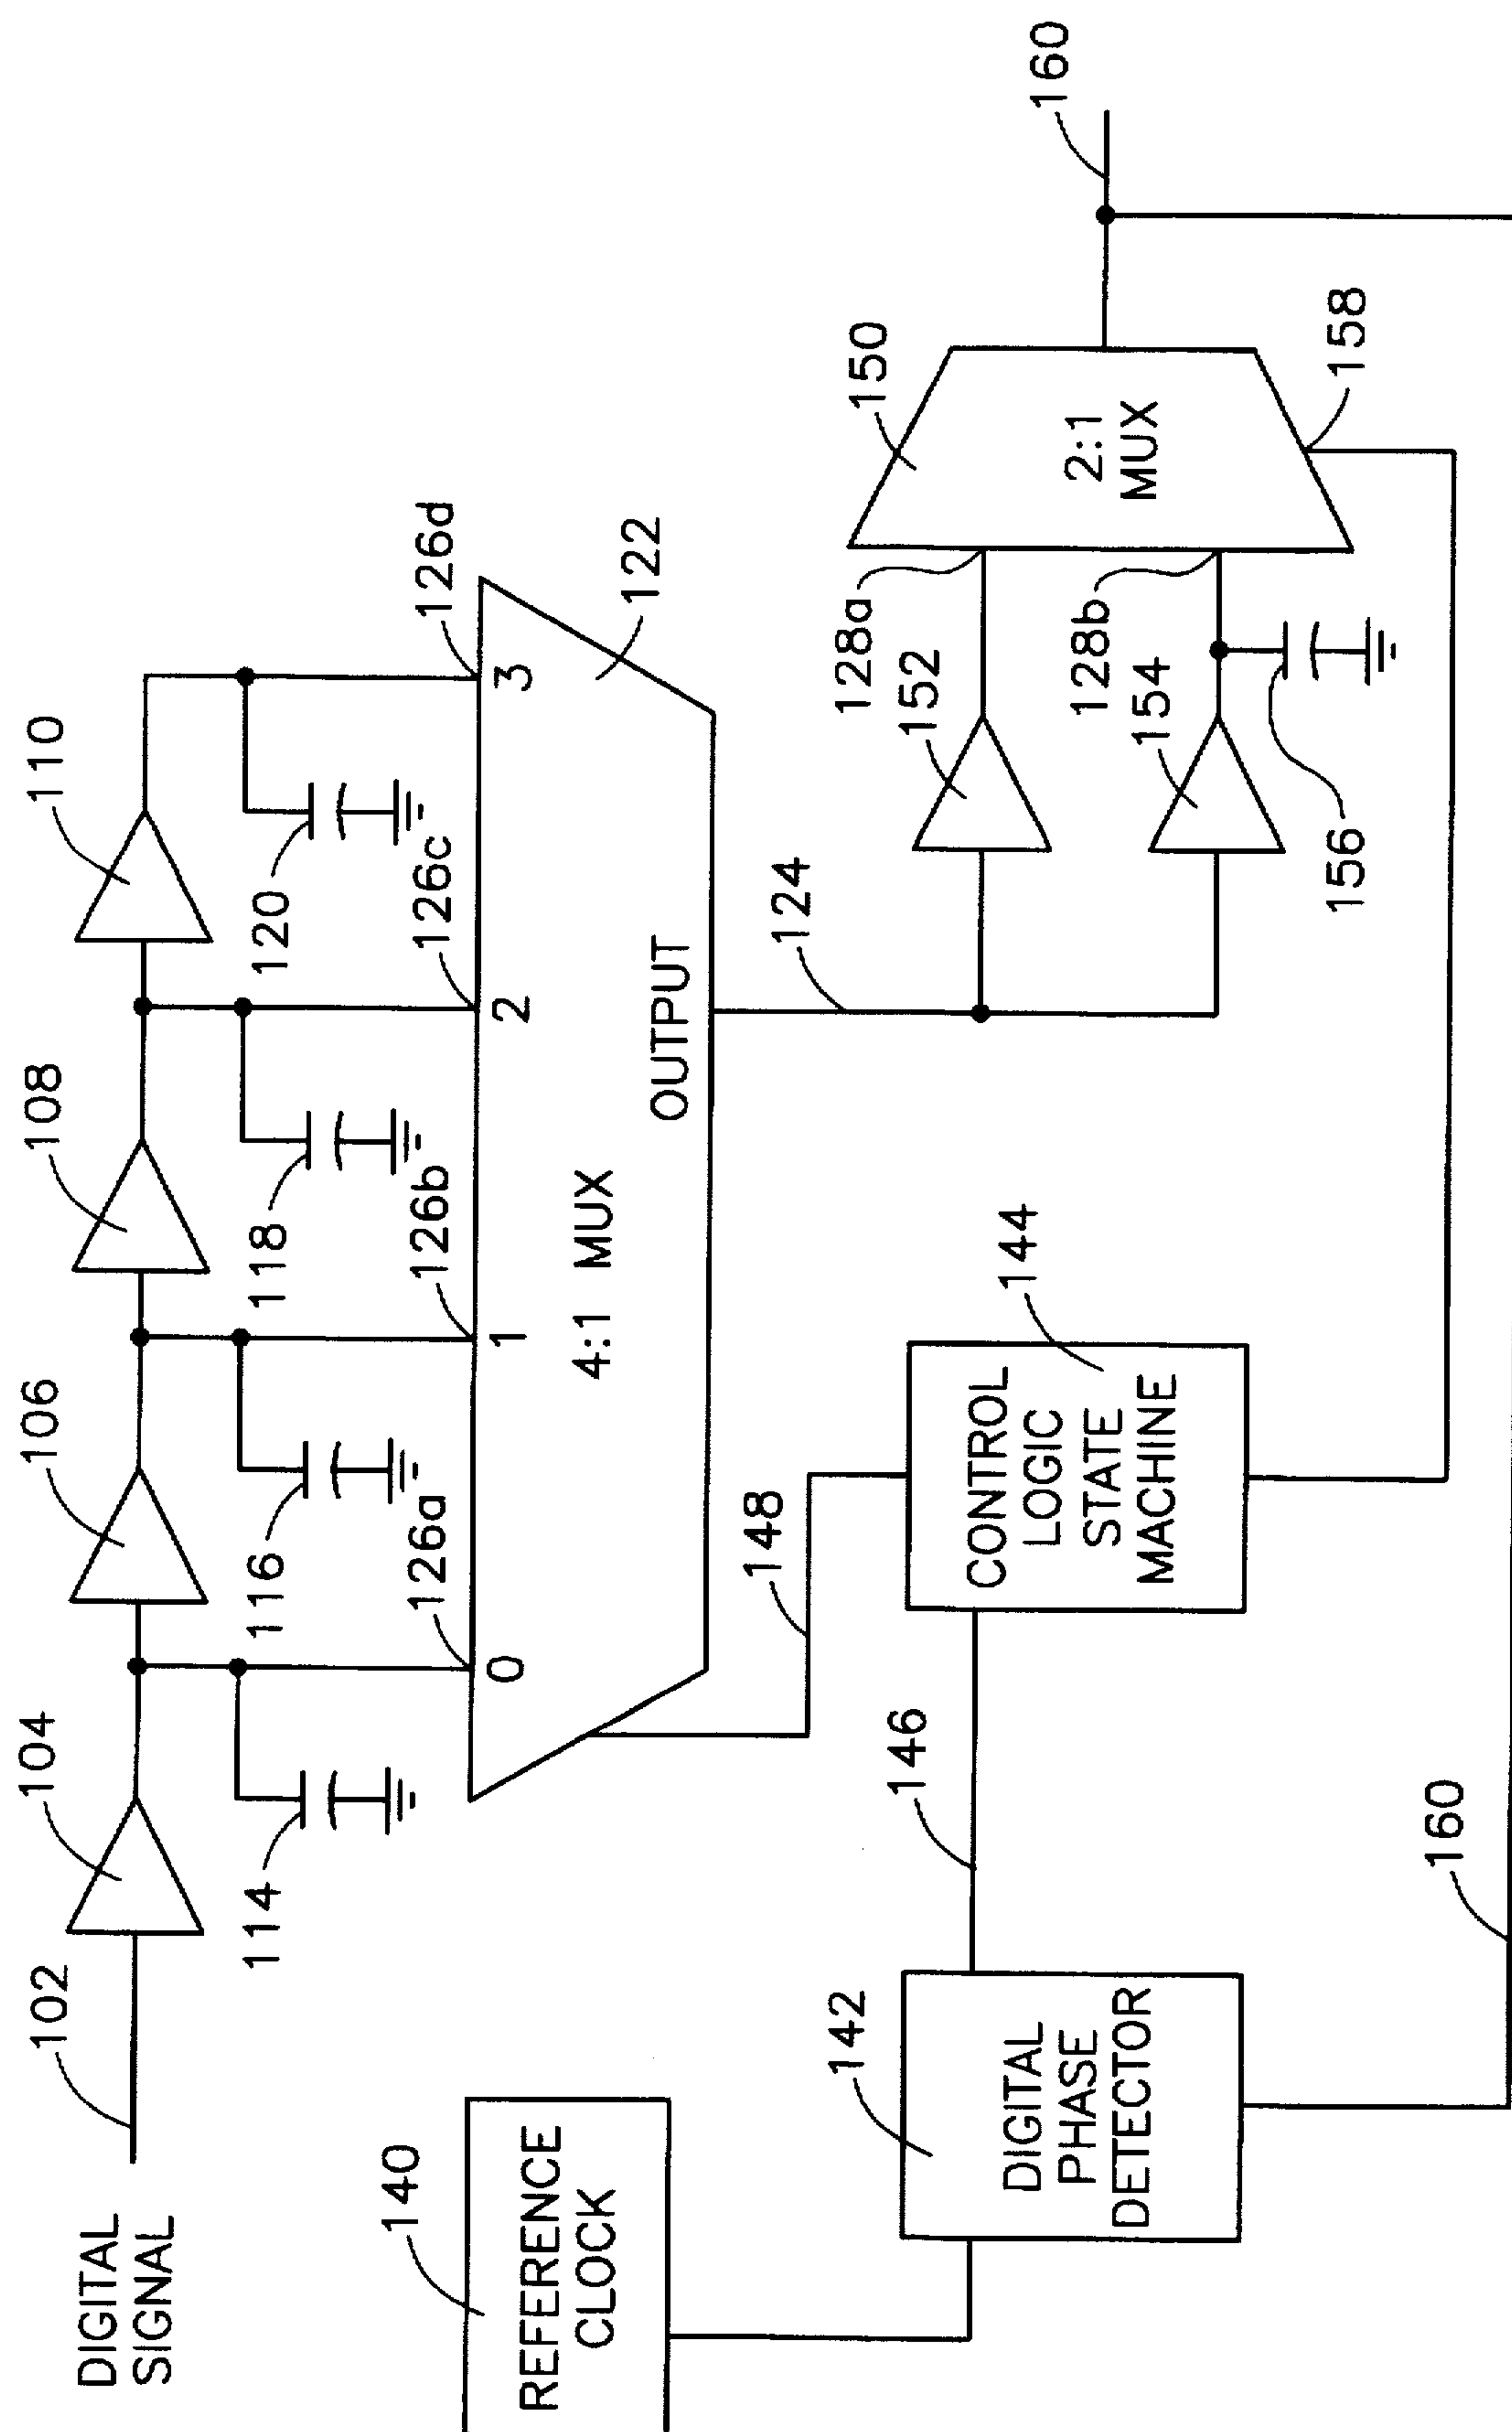 DIGITAL
SIGNAL
102
104
106
108
110
114
116
118
120
126a
126b
126c
126d
0
1
2
3
4:1 MUX
OUTPUT
122
140
REFERENCE
CLOCK
148
124
142
DIGITAL
PHASE
DETECTOR
146
CONTROL
LOGIC
STATE
MACHINE
144
128a
152
128b
154
156
150
2:1
MUX
158
160
160